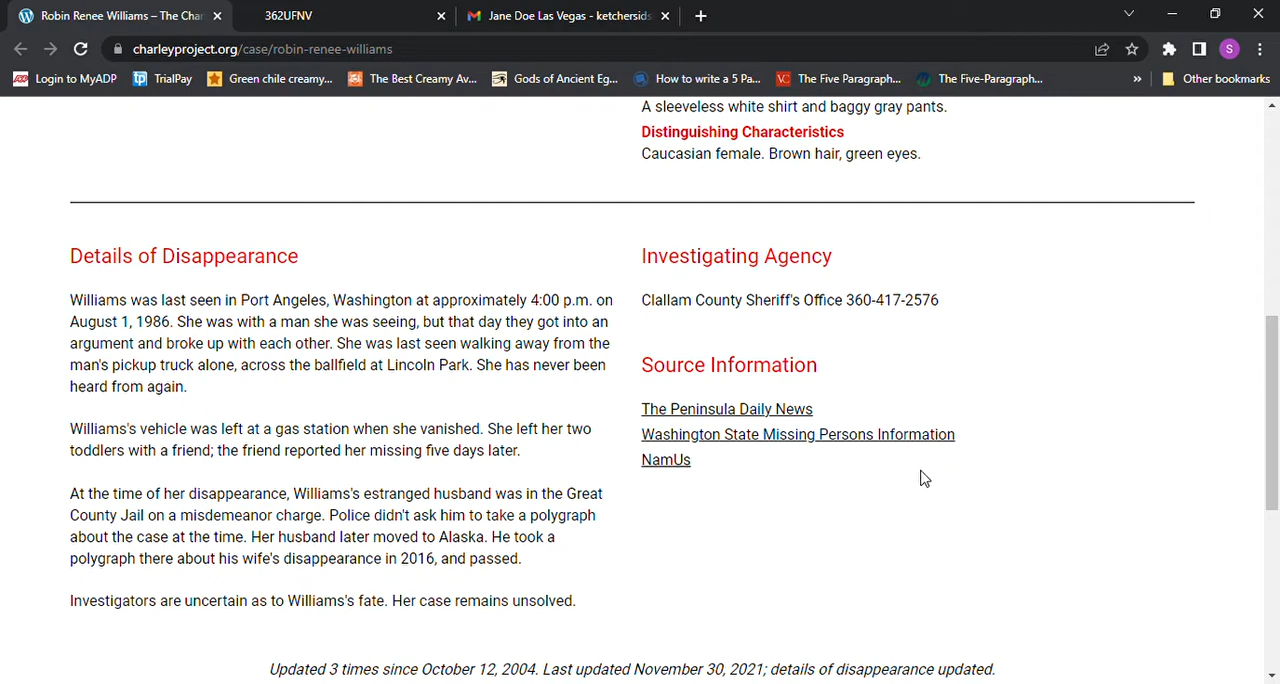 Robin Renee Williams – The Char
362UFNV
Jane Doe Las Vegas - ketchersids
charleyproject.org/case/robin-renee-williams
S
Login to MyADP
TrialPay
Green chile creamy...
The Best Creamy Av...
Gods of Ancient Eg...
How to write a 5 Pa...
The Five Paragraph...
The Five-Paragraph...
Other bookmarks
A sleeveless white shirt and baggy gray pants.
Distinguishing Characteristics
Caucasian female. Brown hair, green eyes.
Details of Disappearance
Williams was last seen in Port Angeles, Washington at approximately 4:00 p.m. on
August 1, 1986. She was with a man she was seeing, but that day they got into an
argument and broke up with each other. She was last seen walking away from the
man's pickup truck alone, across the ballfield at Lincoln Park. She has never been
heard from again.
Williams's vehicle was left at a gas station when she vanished. She left her two
toddlers with a friend; the friend reported her missing five days later.
At the time of her disappearance, Williams's estranged husband was in the Great
County Jail on a misdemeanor charge. Police didn't ask him to take a polygraph
about the case at the time. Her husband later moved to Alaska. He took a
polygraph there about his wife's disappearance in 2016, and passed.
Investigators are uncertain as to Williams's fate. Her case remains unsolved.
Investigating Agency
Clallam County Sheriff's Office 360-417-2576
Source Information
The Peninsula Daily News
Washington State Missing Persons Information
NamUs
Updated 3 times since October 12, 2004. Last updated November 30, 2021; details of disappearance updated.